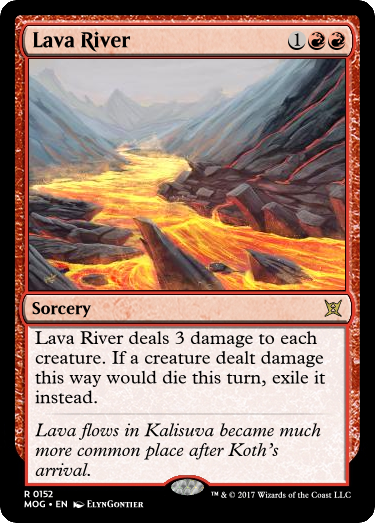 Lava River 1
Sorcery
Lava River deals 3 damage to each
creature. If a creature dealt damage
this way would die this turn, exile it
instead.
Lava flows in Kalisuva became much
more common place after Koth's
arrival.
R 0152
MOG • EN ElynGontier
™ & © 2017 Wizards of the Coast LLC